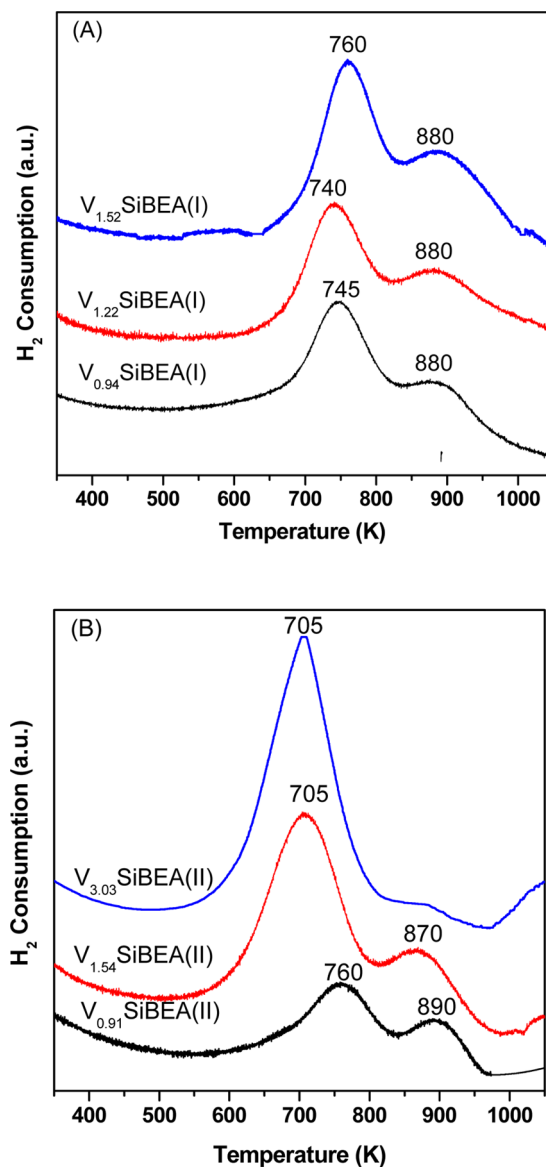 (A)
760
880
V1.52SiBEA(I)
740
880
V1.22SiBEA(I)
745
880
V0.94SiBEA(I)
H2 Consumption (a.u.)
400 500 600 700 800 900 1000
Temperature (K)
(B)
705
705
V3.03SiBEA(II)
870
V1.54SiBEA(II)
760
890
V0.91SiBEA(II)
H2 Consumption (a.u.)
400 500 600 700 800 900 1000
Temperature (K)